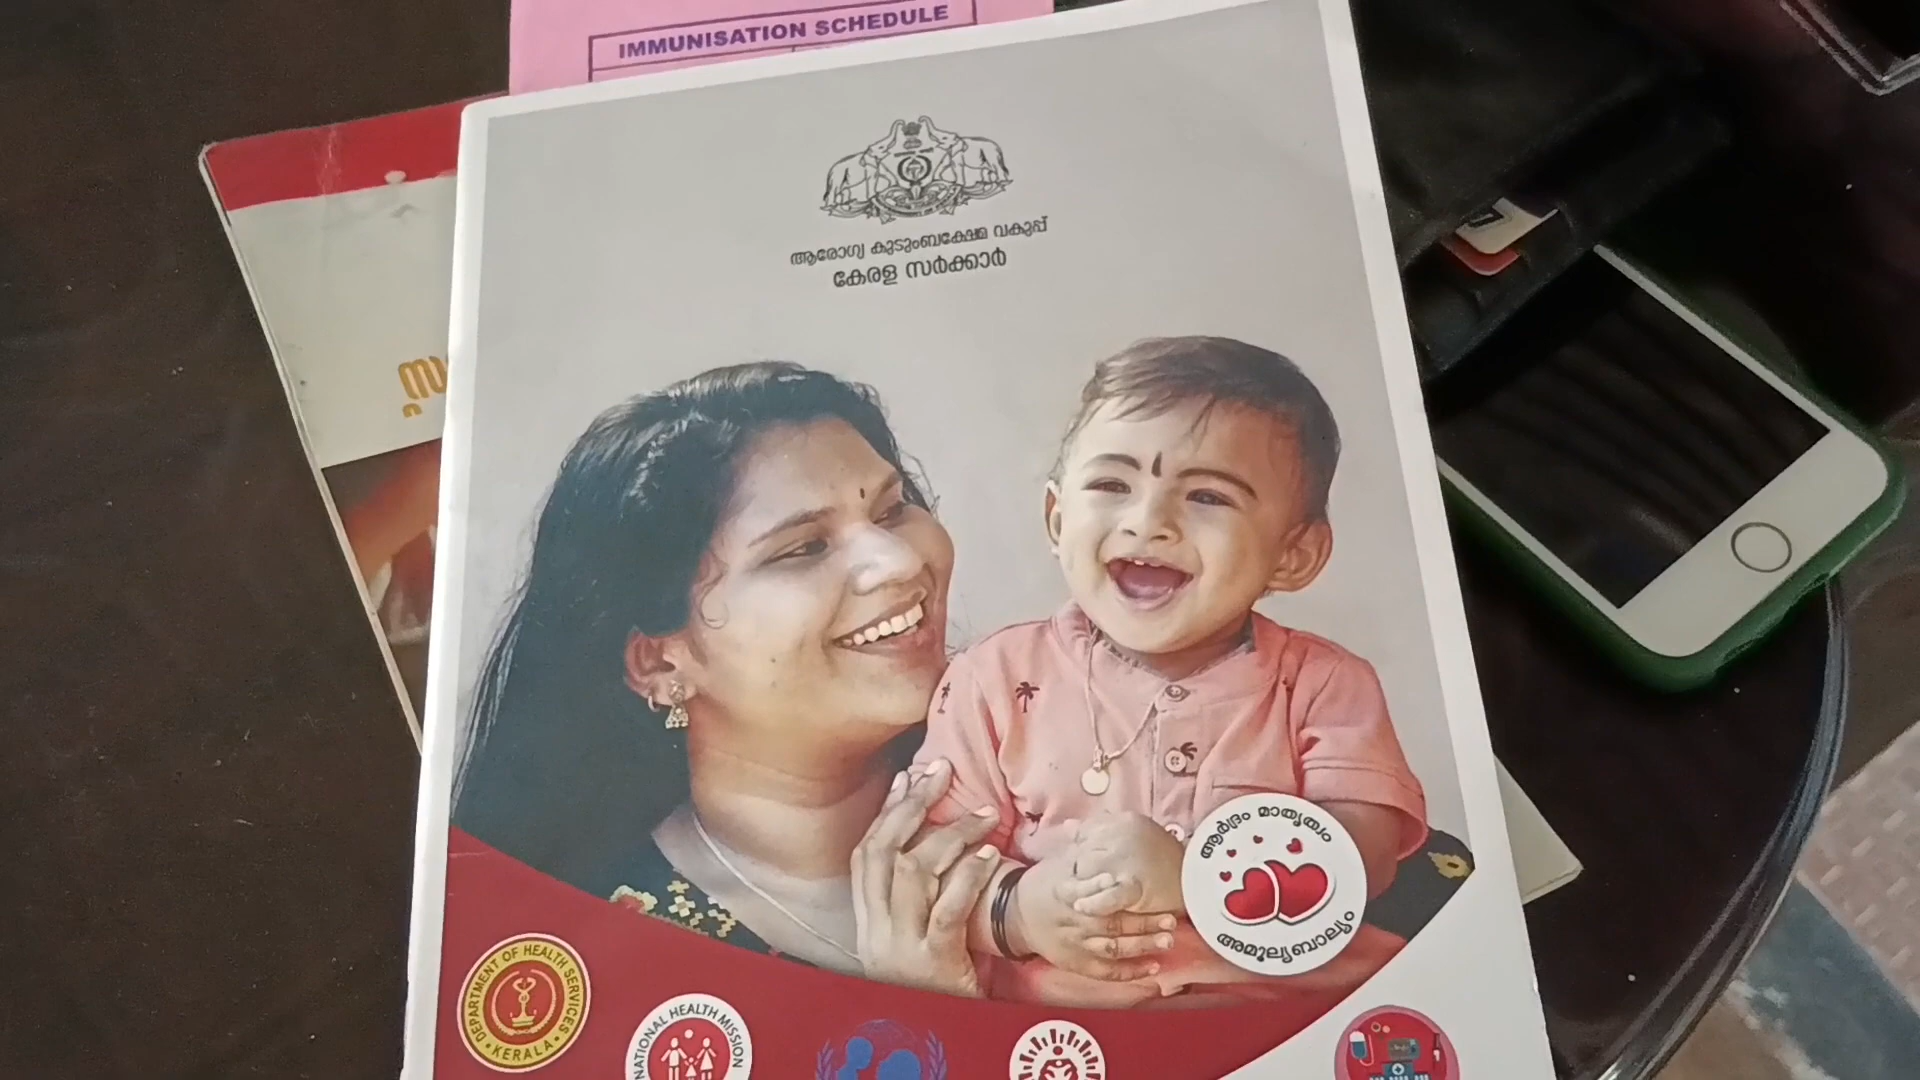 IMMUNISATION SCHEDULE
ആരോഗ്യ കുടുംബക്ഷേമ വകുപ്പ്
കേരള സർക്കാർ
ആർദ്രം മാതൃത്വം
അമൂല്യബാല്യം
DEPARTMENT OF HEALTH SERVICES
KERALA
NATIONAL HEALTH MISSION